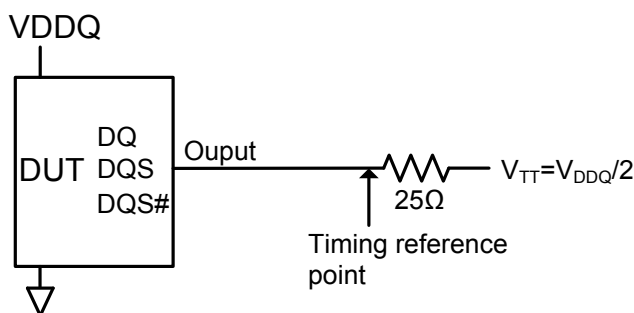 VDDQ
DUT
DQ
DQS
DQS#
Ouput
25Ω
V_TT=V_DDQ/2
Timing reference
point